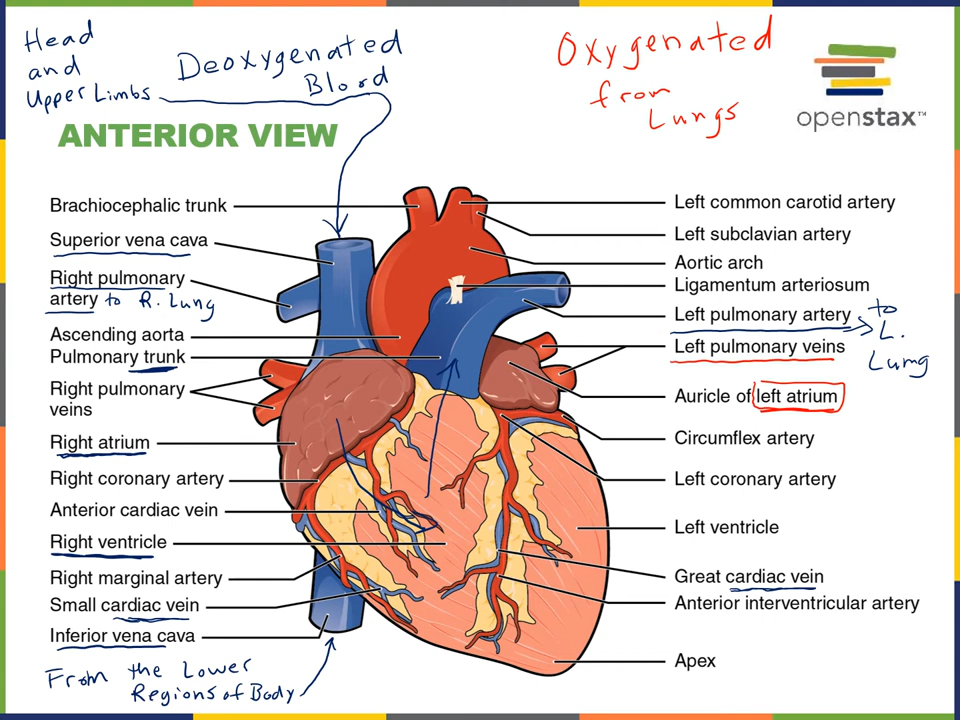 Head
and
Upper Limbs
Deoxygenated
Blood
Oxygenated
from
Lungs
openstax™
ANTERIOR VIEW
Brachiocephalic trunk
Superior vena cava
Right pulmonary
artery to R. Lung
Ascending aorta
Pulmonary trunk
Right pulmonary
veins
Right atrium
Right coronary artery
Anterior cardiac vein
Right ventricle
Right marginal artery
Small cardiac vein
Inferior vena cava
From the Lower
Regions of Body
Left common carotid artery
Left subclavian artery
Aortic arch
Ligamentum arteriosum
Left pulmonary artery
to
L.
Lung
Left pulmonary veins
Auricle of left atrium
Circumflex artery
Left coronary artery
Left ventricle
Great cardiac vein
Anterior interventricular artery
Apex